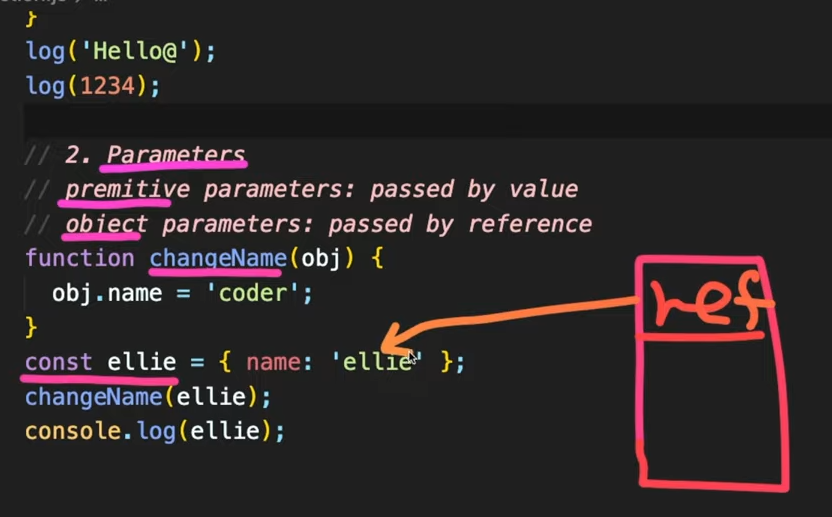 }
log('Hello@');
log(1234);
// 2. Parameters
// premitive parameters: passed by value
// object parameters: passed by reference
function changeName(obj) {
obj.name = 'coder';
}
const ellie = { name: 'ellie' };
changeName(ellie);
console.log(ellie);
ref